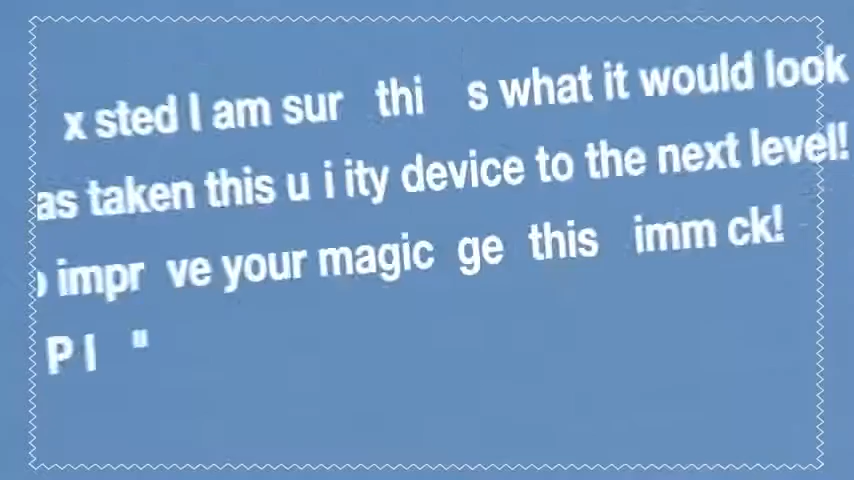 x sted I am sur thi s what it would look
as taken this u i ity device to the next level!
impr ve your magic ge this imm ck!
P I "